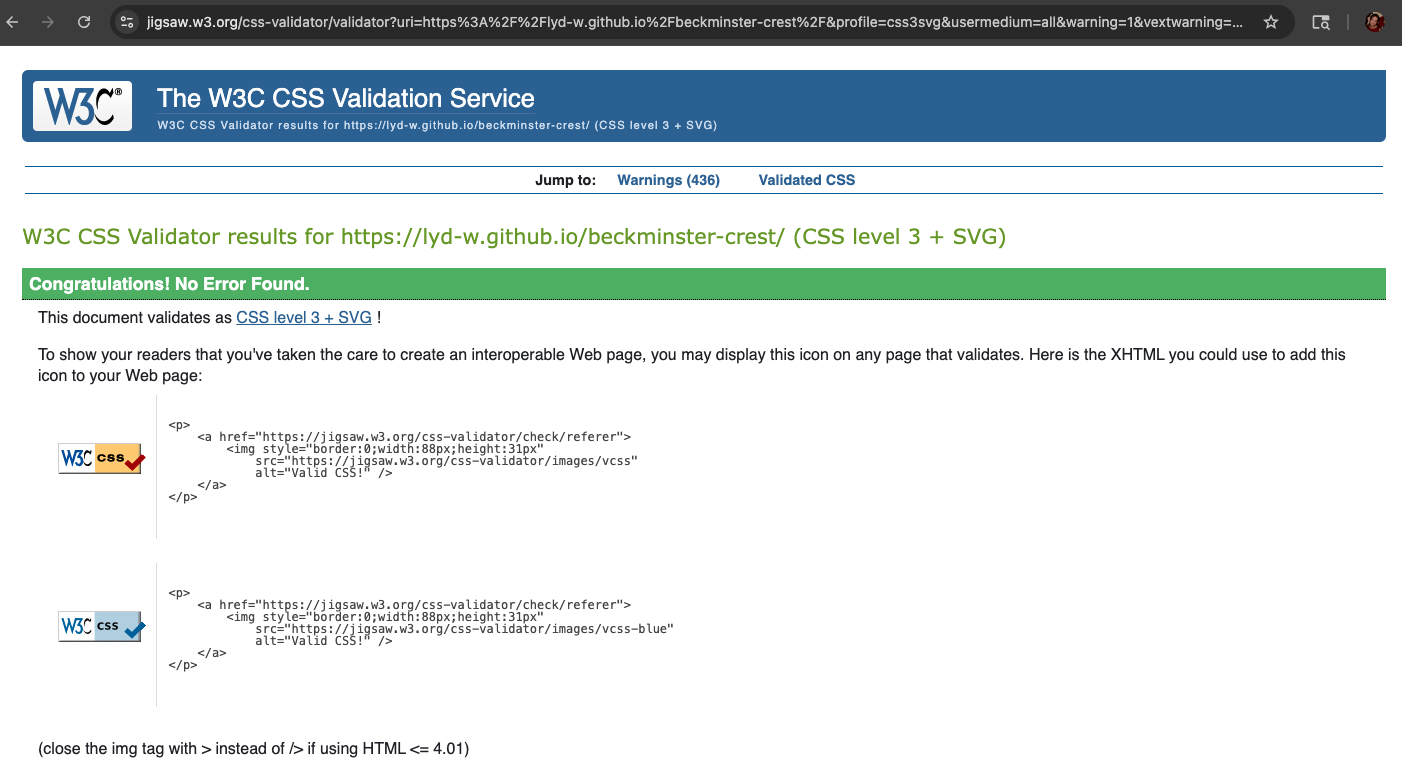 jigsaw.w3.org/css-validator/validator?uri=https%3A%2F%2Flyd-w.github.io%2Fbeckminster-crest%2F&profile=css3svg&usermedium=all&warning=1&vextwarning=...
W3C®
The W3C CSS Validation Service
W3C CSS Validator results for https://lyd-w.github.io/beckminster-crest/ (CSS level 3 + SVG)
Jump to: Warnings (436) Validated CSS
W3C CSS Validator results for https://lyd-w.github.io/beckminster-crest/ (CSS level 3 + SVG)
Congratulations! No Error Found.
This document validates as CSS level 3 + SVG !
To show your readers that you've taken the care to create an interoperable Web page, you may display this icon on any page that validates. Here is the XHTML you could use to add this
icon to your Web page:
W3C css
<p>
    <a href="https://jigsaw.w3.org/css-validator/check/referer">
        <img style="border:0;width:88px;height:31px"
            src="https://jigsaw.w3.org/css-validator/images/vcss"
            alt="Valid CSS!" />
    </a>
</p>
W3C css
<p>
    <a href="https://jigsaw.w3.org/css-validator/check/referer">
        <img style="border:0;width:88px;height:31px"
            src="https://jigsaw.w3.org/css-validator/images/vcss-blue"
            alt="Valid CSS!" />
    </a>
</p>
(close the img tag with > instead of /> if using HTML <= 4.01)